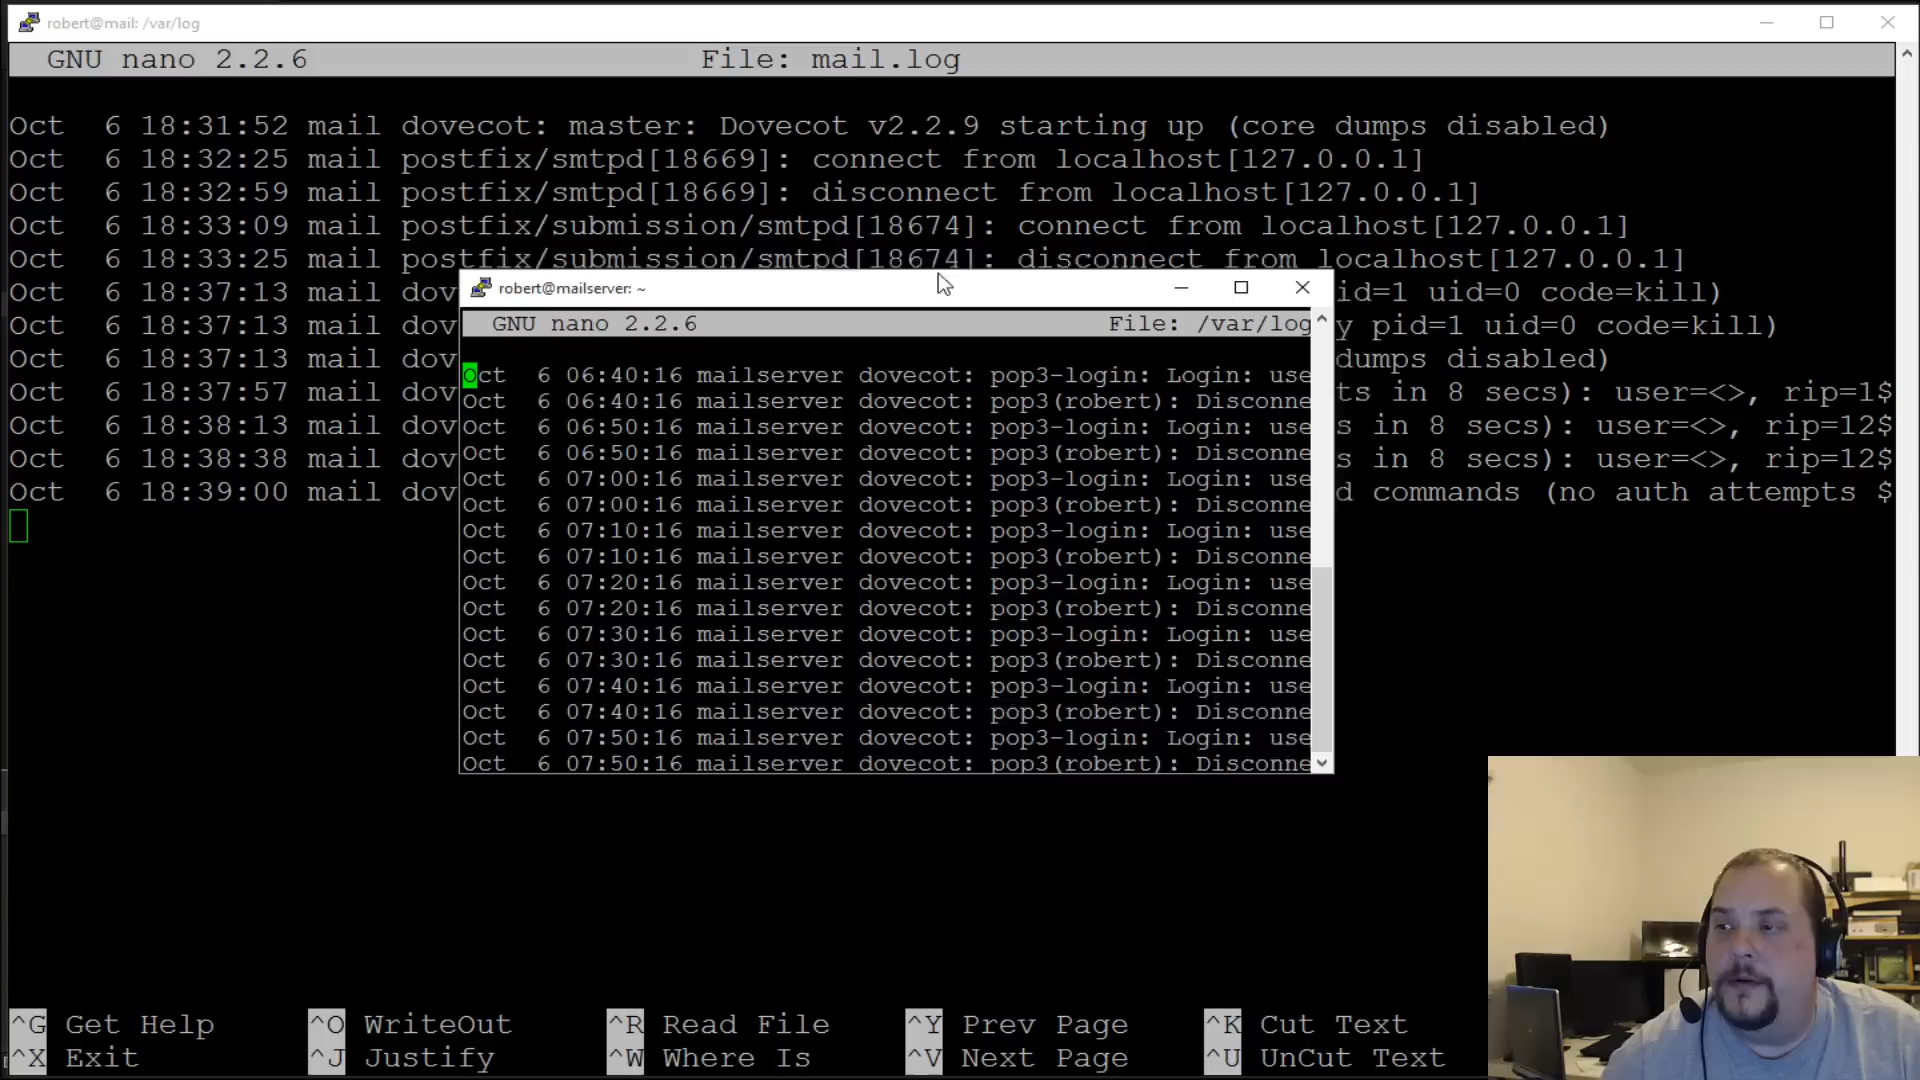 robert@mail: /var/log
GNU nano 2.2.6 File: mail.log
Oct 6 18:31:52 mail dovecot: master: Dovecot v2.2.9 starting up (core dumps disabled)
Oct 6 18:32:25 mail postfix/smtpd[18669]: connect from localhost[127.0.0.1]
Oct 6 18:32:59 mail postfix/smtpd[18669]: disconnect from localhost[127.0.0.1]
Oct 6 18:33:09 mail postfix/submission/smtpd[18674]: connect from localhost[127.0.0.1]
Oct 6 18:33:25 mail postfix/submission/smtpd[18674]: disconnect from localhost[127.0.0.1]
Oct 6 18:37:13 mail dov id=1 uid=0 code=kill)
Oct 6 18:37:13 mail dov y pid=1 uid=0 code=kill)
Oct 6 18:37:13 mail dov dumps disabled)
Oct 6 18:37:57 mail dov ts in 8 secs): user=<>, rip=1$
Oct 6 18:38:13 mail dov s in 8 secs): user=<>, rip=12$
Oct 6 18:38:38 mail dov s in 8 secs): user=<>, rip=12$
Oct 6 18:39:00 mail dov d commands (no auth attempts $
robert@mailserver: ~
GNU nano 2.2.6 File: /var/log
Oct 6 06:40:16 mailserver dovecot: pop3-login: Login: use
Oct 6 06:40:16 mailserver dovecot: pop3(robert): Disconne
Oct 6 06:50:16 mailserver dovecot: pop3-login: Login: use
Oct 6 06:50:16 mailserver dovecot: pop3(robert): Disconne
Oct 6 07:00:16 mailserver dovecot: pop3-login: Login: use
Oct 6 07:00:16 mailserver dovecot: pop3(robert): Disconne
Oct 6 07:10:16 mailserver dovecot: pop3-login: Login: use
Oct 6 07:10:16 mailserver dovecot: pop3(robert): Disconne
Oct 6 07:20:16 mailserver dovecot: pop3-login: Login: use
Oct 6 07:20:16 mailserver dovecot: pop3(robert): Disconne
Oct 6 07:30:16 mailserver dovecot: pop3-login: Login: use
Oct 6 07:30:16 mailserver dovecot: pop3(robert): Disconne
Oct 6 07:40:16 mailserver dovecot: pop3-login: Login: use
Oct 6 07:40:16 mailserver dovecot: pop3(robert): Disconne
Oct 6 07:50:16 mailserver dovecot: pop3-login: Login: use
Oct 6 07:50:16 mailserver dovecot: pop3(robert): Disconne
^G Get Help ^O WriteOut ^R Read File ^Y Prev Page ^K Cut Text
^X Exit ^J Justify ^W Where Is ^V Next Page ^U UnCut Text